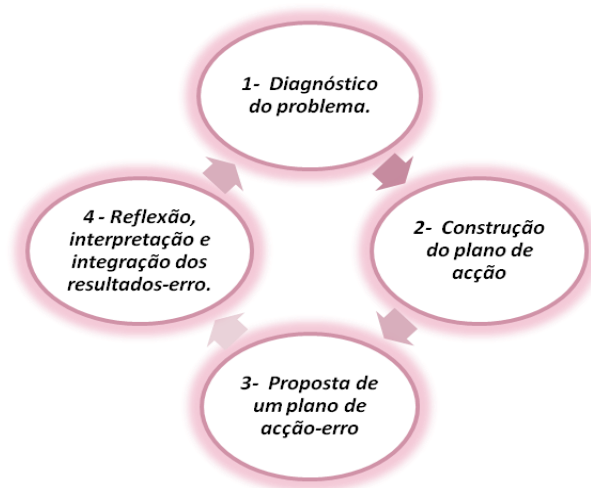 1- Diagnóstico
do problema.
2- Construção
do plano de
acção
3- Proposta de
um plano de
acção-erro
4 - Reflexão,
interpretação e
integração dos
resultados-erro.